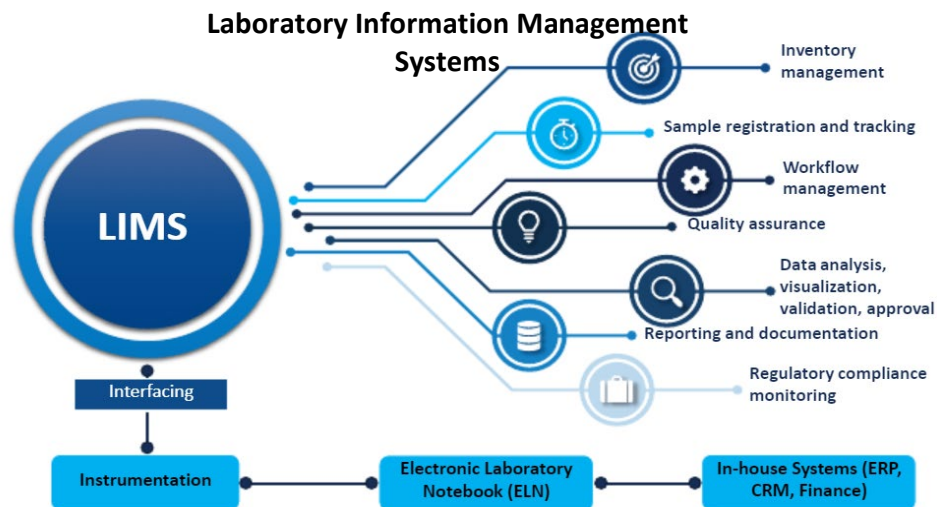 Laboratory Information Management
Systems
Inventory
management
Sample registration and tracking
Workflow
management
LIMS
Quality assurance
Data analysis,
visualization,
validation, approval
Reporting and documentation
Regulatory compliance
monitoring
Interfacing
Instrumentation
Electronic Laboratory
Notebook (ELN)
In-house Systems (ERP,
CRM, Finance)